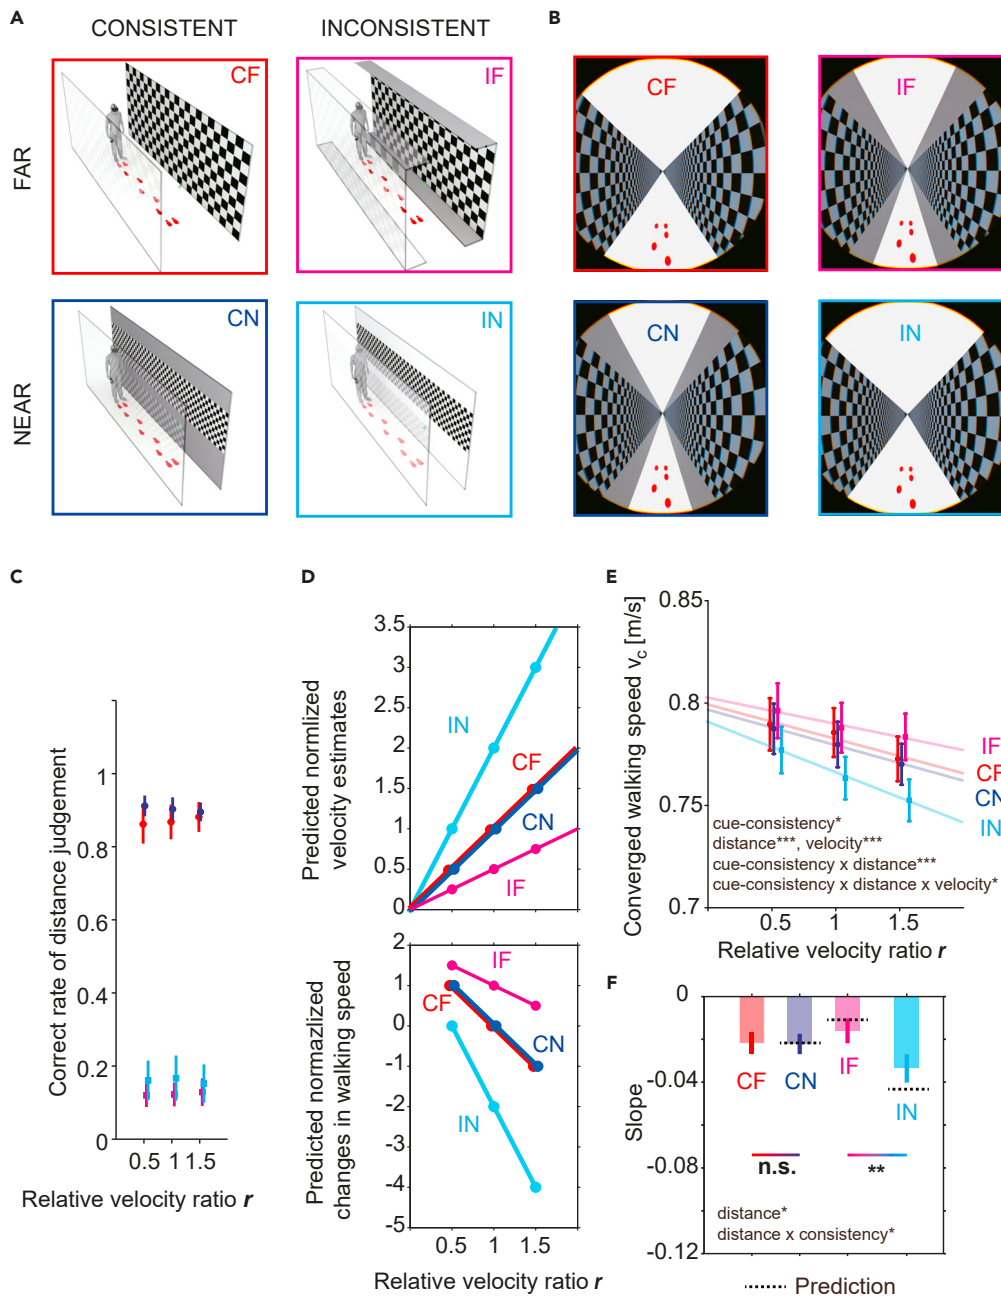 A
CONSISTENT
INCONSISTENT
B
FAR
CF
IF
CF
IF
NEAR
CN
IN
CN
IN
C
Correct rate of distance judgement
1
0.8
0.6
0.4
0.2
0
0.5 1 1.5
Relative velocity ratio r
D
Predicted normlized
velocity estimates
3.5
3
2.5
2
1.5
1
0.5
0
IN
CF
CN
IF
Predicted normazlized
changes in walking speed
2
1
0
-1
-2
-3
-4
-5
IF
CF
CN
IN
0.5 1 1.5
Relative velocity ratio r
E
Converged walking speed v_c [m/s]
0.85
0.8
0.75
0.7
IF
CF
CN
IN
cue-consistency*
distance***, velocity***
cue-consistency x distance***
cue-consistency x distance x velocity*
0.5 1 1.5
Relative velocity ratio r
F
Slope
0
-0.04
-0.08
-0.12
CF
CN
IF
IN
n.s.
**
distance*
distance x consistency*
Prediction